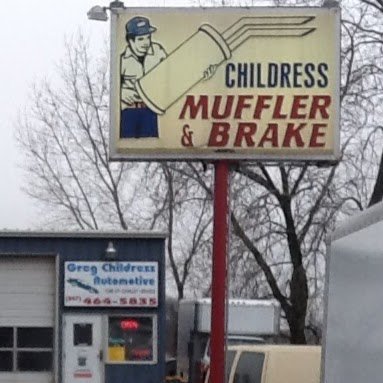 CHILDRESS
MUFFLER
& BRAKE
Greg Childress
Automotive
464-5835